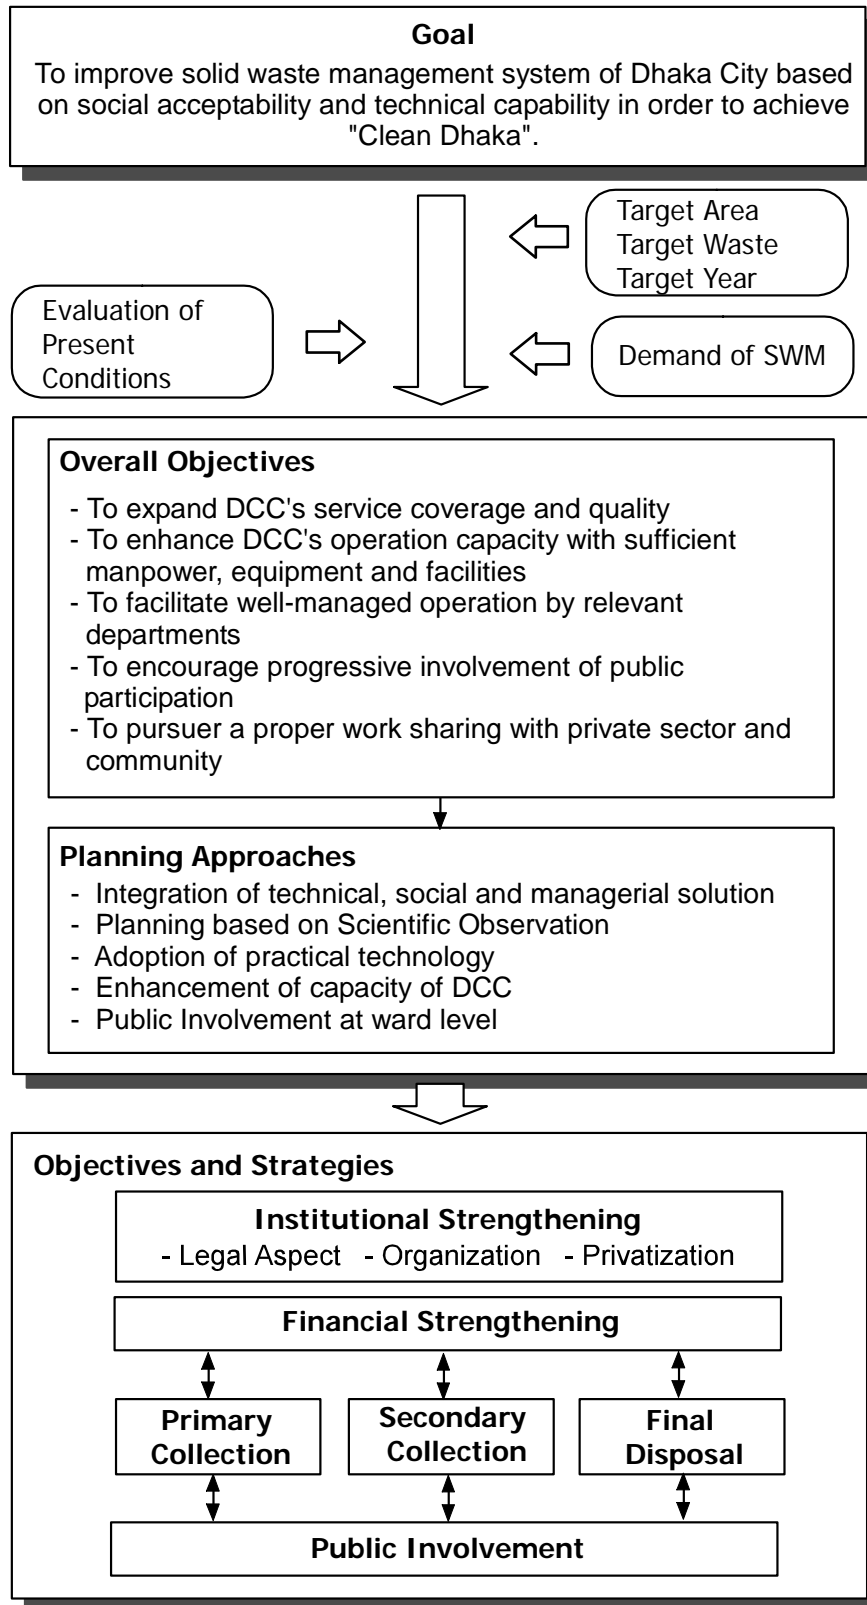 Goal
To improve solid waste management system of Dhaka City based
on social acceptability and technical capability in order to achieve
"Clean Dhaka".
Target Area
Target Waste
Target Year
Evaluation of
Present
Conditions
Demand of SWM
Overall Objectives
- To expand DCC's service coverage and quality
- To enhance DCC's operation capacity with sufficient
manpower, equipment and facilities
- To facilitate well-managed operation by relevant
departments
- To encourage progressive involvement of public
participation
- To pursuer a proper work sharing with private sector and
community
Planning Approaches
- Integration of technical, social and managerial solution
- Planning based on Scientific Observation
- Adoption of practical technology
- Enhancement of capacity of DCC
- Public Involvement at ward level
Objectives and Strategies
Institutional Strengthening
- Legal Aspect - Organization - Privatization
Financial Strengthening
Primary
Collection
Secondary
Collection
Final
Disposal
Public Involvement